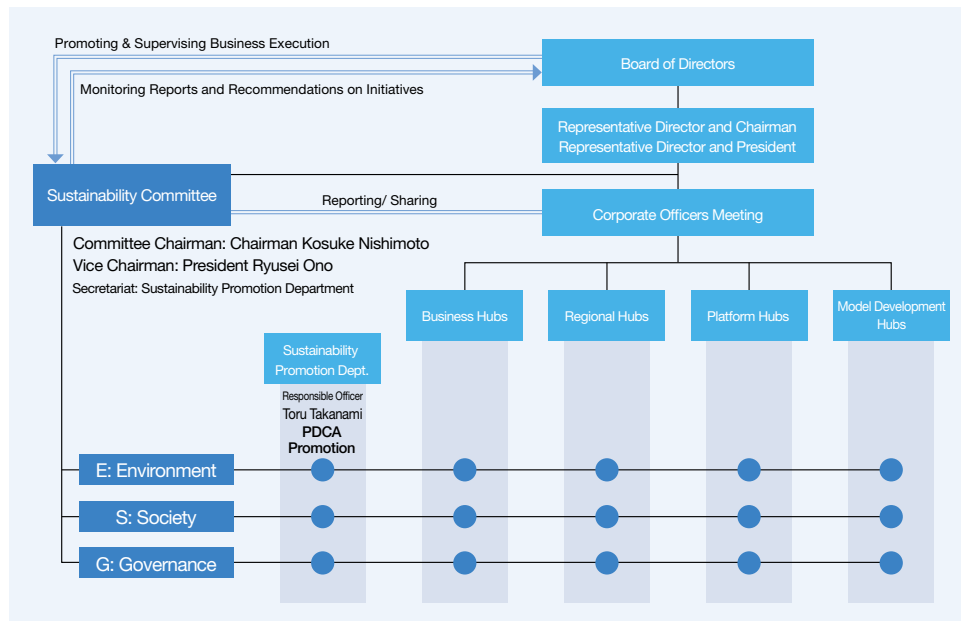 Promoting & Supervising Business Execution
Board of Directors
Monitoring Reports and Recommendations on Initiatives
Representative Director and Chairman
Representative Director and President
Sustainability Committee
Reporting/ Sharing
Corporate Officers Meeting
Committee Chairman: Chairman Kosuke Nishimoto
Vice Chairman: President Ryusei Ono
Secretariat: Sustainability Promotion Department
Business Hubs
Regional Hubs
Platform Hubs
Model Development
Hubs
Sustainability
Promotion Dept.
Responsible Officer
Toru Takanami
PDCA
Promotion
E: Environment
S: Society
G: Governance